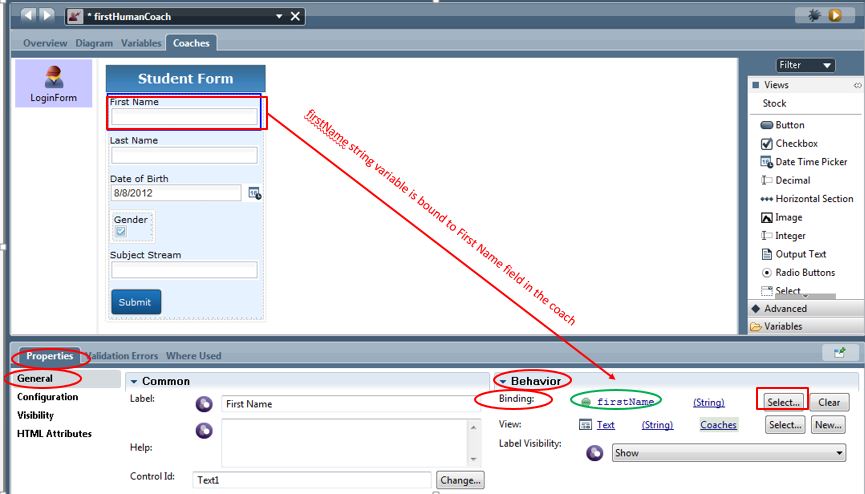 * firstHumanCoach
Overview Diagram Variables Coaches
LoginForm
Student Form
First Name
Last Name
Date of Birth
8/8/2012
Gender
Subject Stream
Submit
firstName string variable is bound to First Name field in the coach
Filter
Views
Stock
Button
Checkbox
Date Time Picker
Decimal
Horizontal Section
Image
Integer
Output Text
Radio Buttons
Select
Advanced
Variables
Properties Validation Errors Where Used
General
Configuration
Visibility
HTML Attributes
Common
Label: First Name
Help:
Control Id: Text1 Change...
Behavior
Binding: firstName (String) Select... Clear
View: Text (String) Coaches Select... New...
Label Visibility: Show